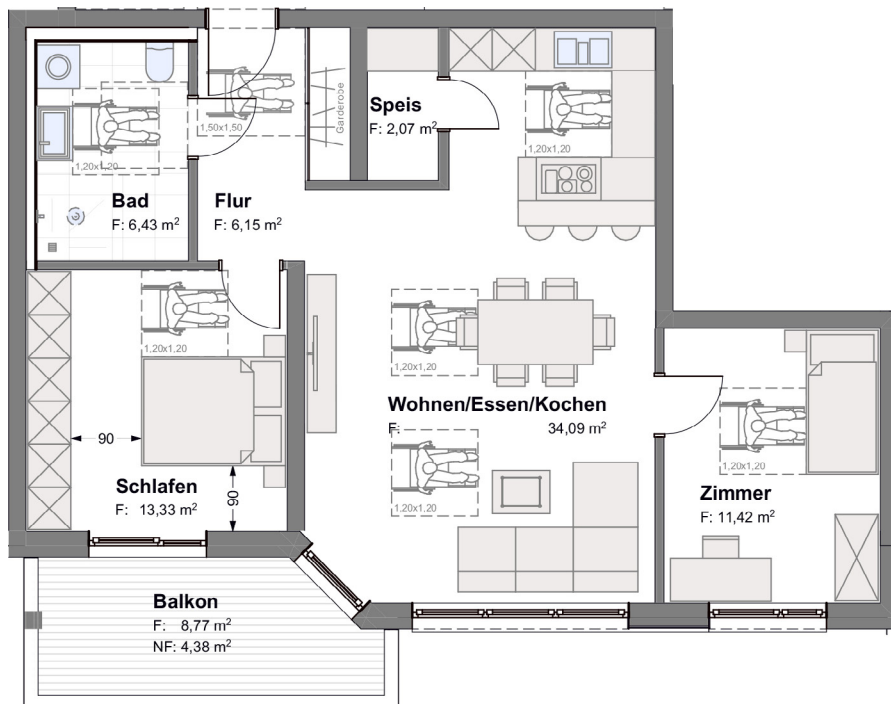 Garderobe
1,50x1,50
Speis
F: 2,07 m²
1,20x1,20
1,20x1,20
Bad
F: 6,43 m²
Flur
F: 6,15 m²
1,20x1,20
1,20x1,20
Wohnen/Essen/Kochen
F: 34,09 m²
90
Schlafen
F: 13,33 m²
90
1,20x1,20
1,20x1,20
Zimmer
F: 11,42 m²
Balkon
F: 8,77 m²
NF: 4,38 m²